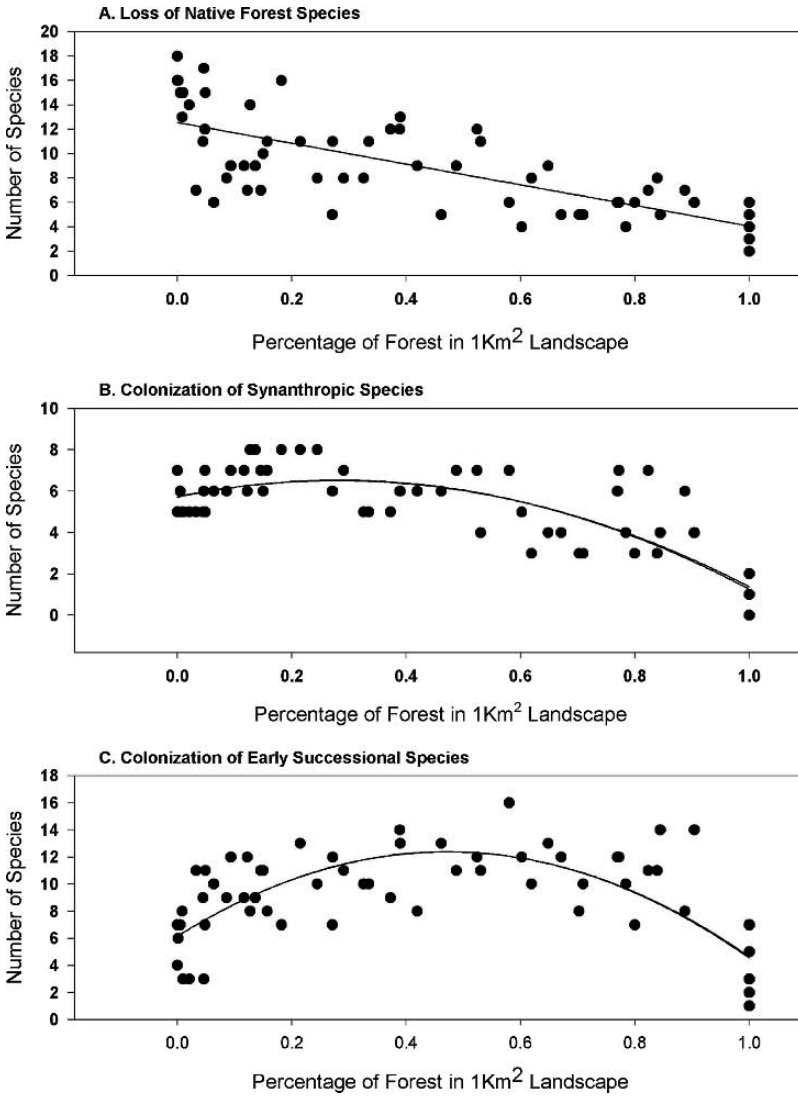 A. Loss of Native Forest Species
20
18
16
14
12
10
8
6
4
2
0
Number of Species
0.0 0.2 0.4 0.6 0.8 1.0
Percentage of Forest in 1Km² Landscape
B. Colonization of Synanthropic Species
10
8
6
4
2
0
Number of Species
0.0 0.2 0.4 0.6 0.8 1.0
Percentage of Forest in 1Km² Landscape
C. Colonization of Early Successional Species
18
16
14
12
10
8
6
4
2
0
Number of Species
0.0 0.2 0.4 0.6 0.8 1.0
Percentage of Forest in 1Km² Landscape